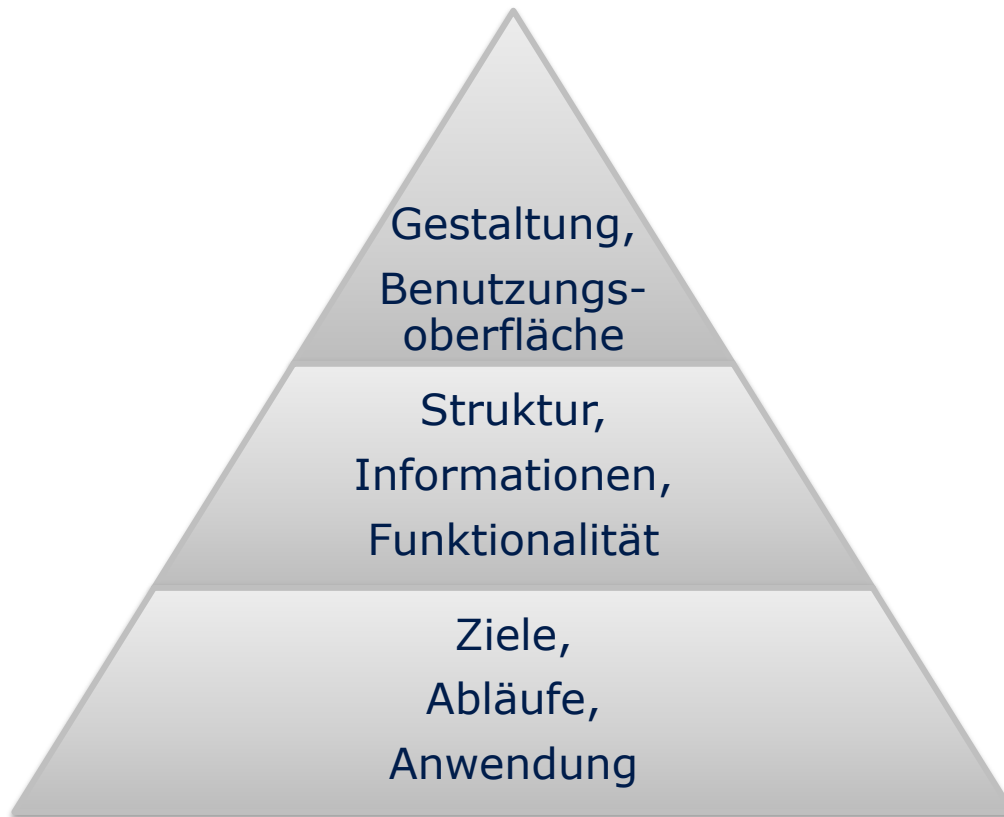 Gestaltung,
Benutzungs-
oberfläche
Struktur,
Informationen,
Funktionalität
Ziele,
Abläufe,
Anwendung